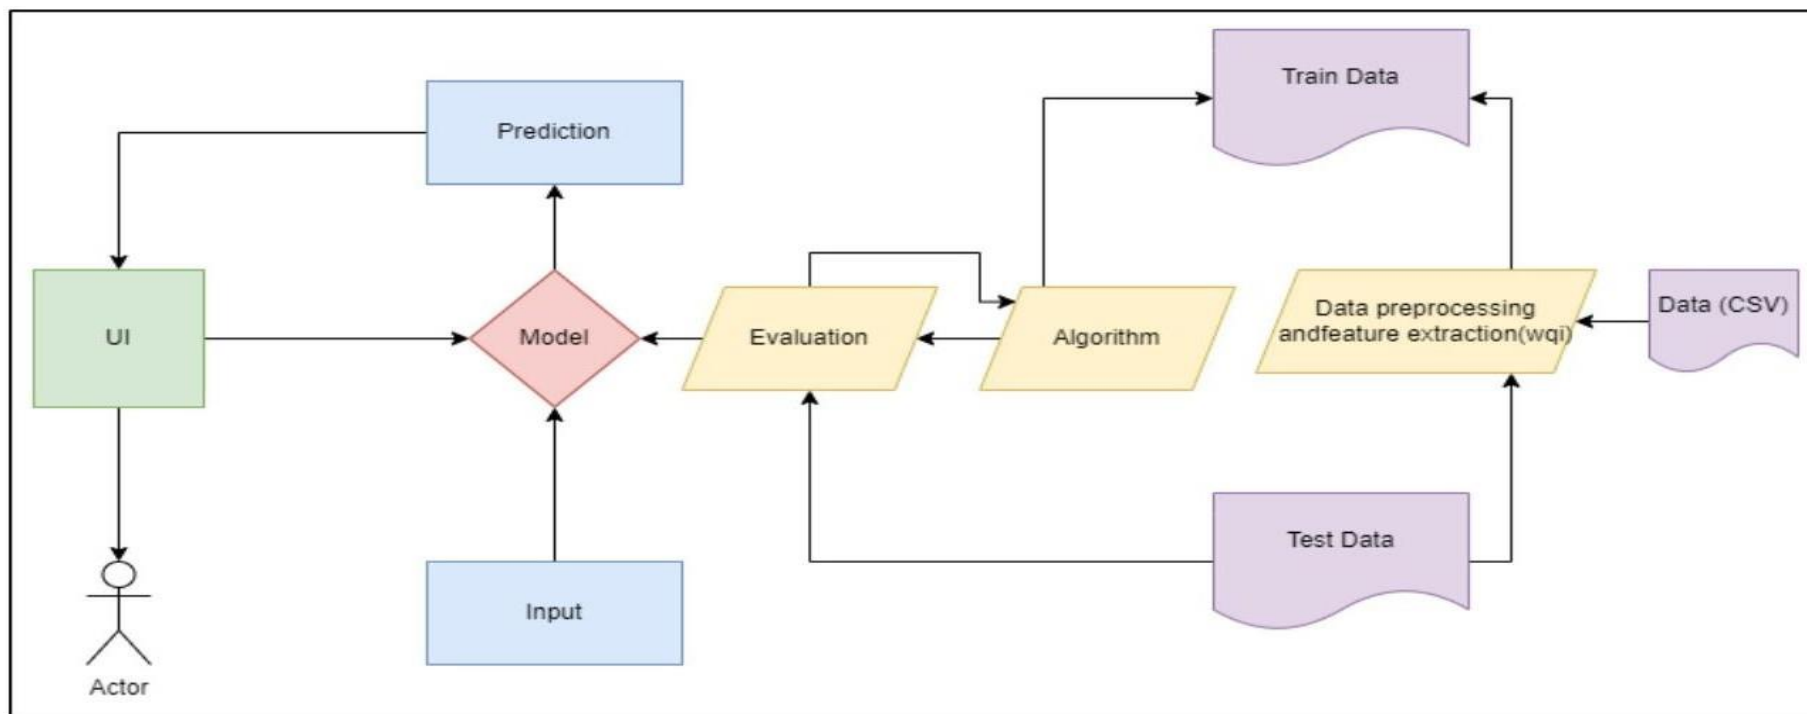 Train Data
Prediction
UI
Model
Evaluation
Algorithm
Data preprocessing
andfeature extraction(wqi)
Data (CSV)
Test Data
Input
Actor